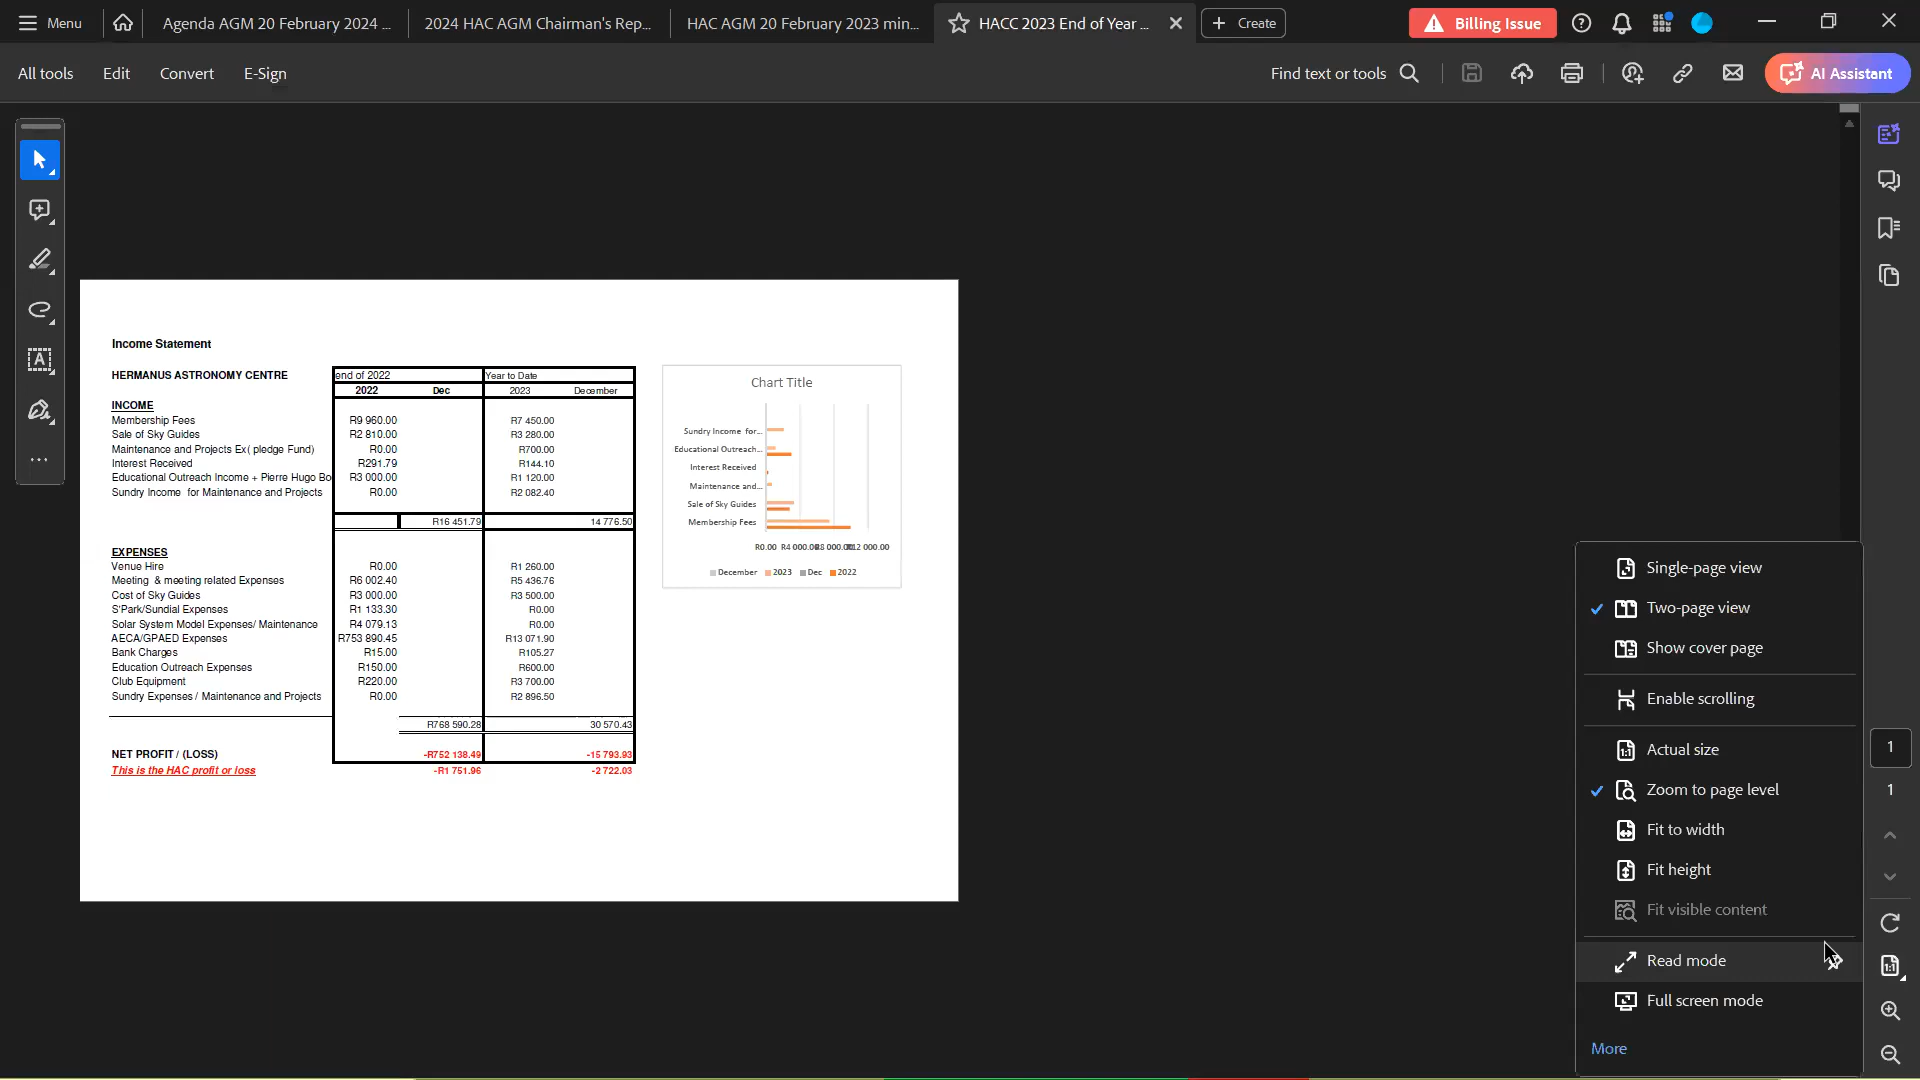 Menu
Agenda AGM 20 February 2024 ...
2024 HAC AGM Chairman's Rep...
HAC AGM 20 February 2023 min...
HACC 2023 End of Year ...
Create
Billing Issue
All tools
Edit
Convert
E-Sign
Find text or tools
AI Assistant
Income Statement
HERMANUS ASTRONOMY CENTRE end of 2022 Year to Date
2022 Dec 2023 December
INCOME
Membership Fees R9 960.00 R7 450.00
Sale of Sky Guides R2 810.00 R3 280.00
Maintenance and Projects Ex( pledge Fund) R0.00 R700.00
Interest Received R291.79 R144.10
Educational Outreach Income + Pierre Hugo Bo R3 000.00 R1 120.00
Sundry Income for Maintenance and Projects R0.00 R2 082.40
R16 451.79 14 776.50
EXPENSES
Venue Hire R0.00 R1 260.00
Meeting & meeting related Expenses R6 002.40 R5 436.76
Cost of Sky Guides R3 000.00 R3 500.00
S'Park/Sundial Expenses R1 133.30 R0.00
Solar System Model Expenses/ Maintenance R4 079.13 R0.00
AECA/GPAED Expenses R753 890.45 R13 071.90
Bank Charges R15.00 R105.27
Education Outreach Expenses R150.00 R600.00
Club Equipment R220.00 R3 700.00
Sundry Expenses / Maintenance and Projects R0.00 R2 896.50
R768 590.28 30 570.43
NET PROFIT / (LOSS) -R752 138.49 -15 793.93
This is the HAC profit or loss -R1 751.96 -2 722.03
Chart Title
Sundry Income for...
Educational Outreach...
Interest Received
Maintenance and...
Sale of Sky Guides
Membership Fees
R0.00 R4 000.00 R8 000.00 R12 000.00
December 2023 Dec 2022
Single-page view
Two-page view
Show cover page
Enable scrolling
Actual size
Zoom to page level
Fit to width
Fit height
Fit visible content
Read mode
Full screen mode
More
1
1